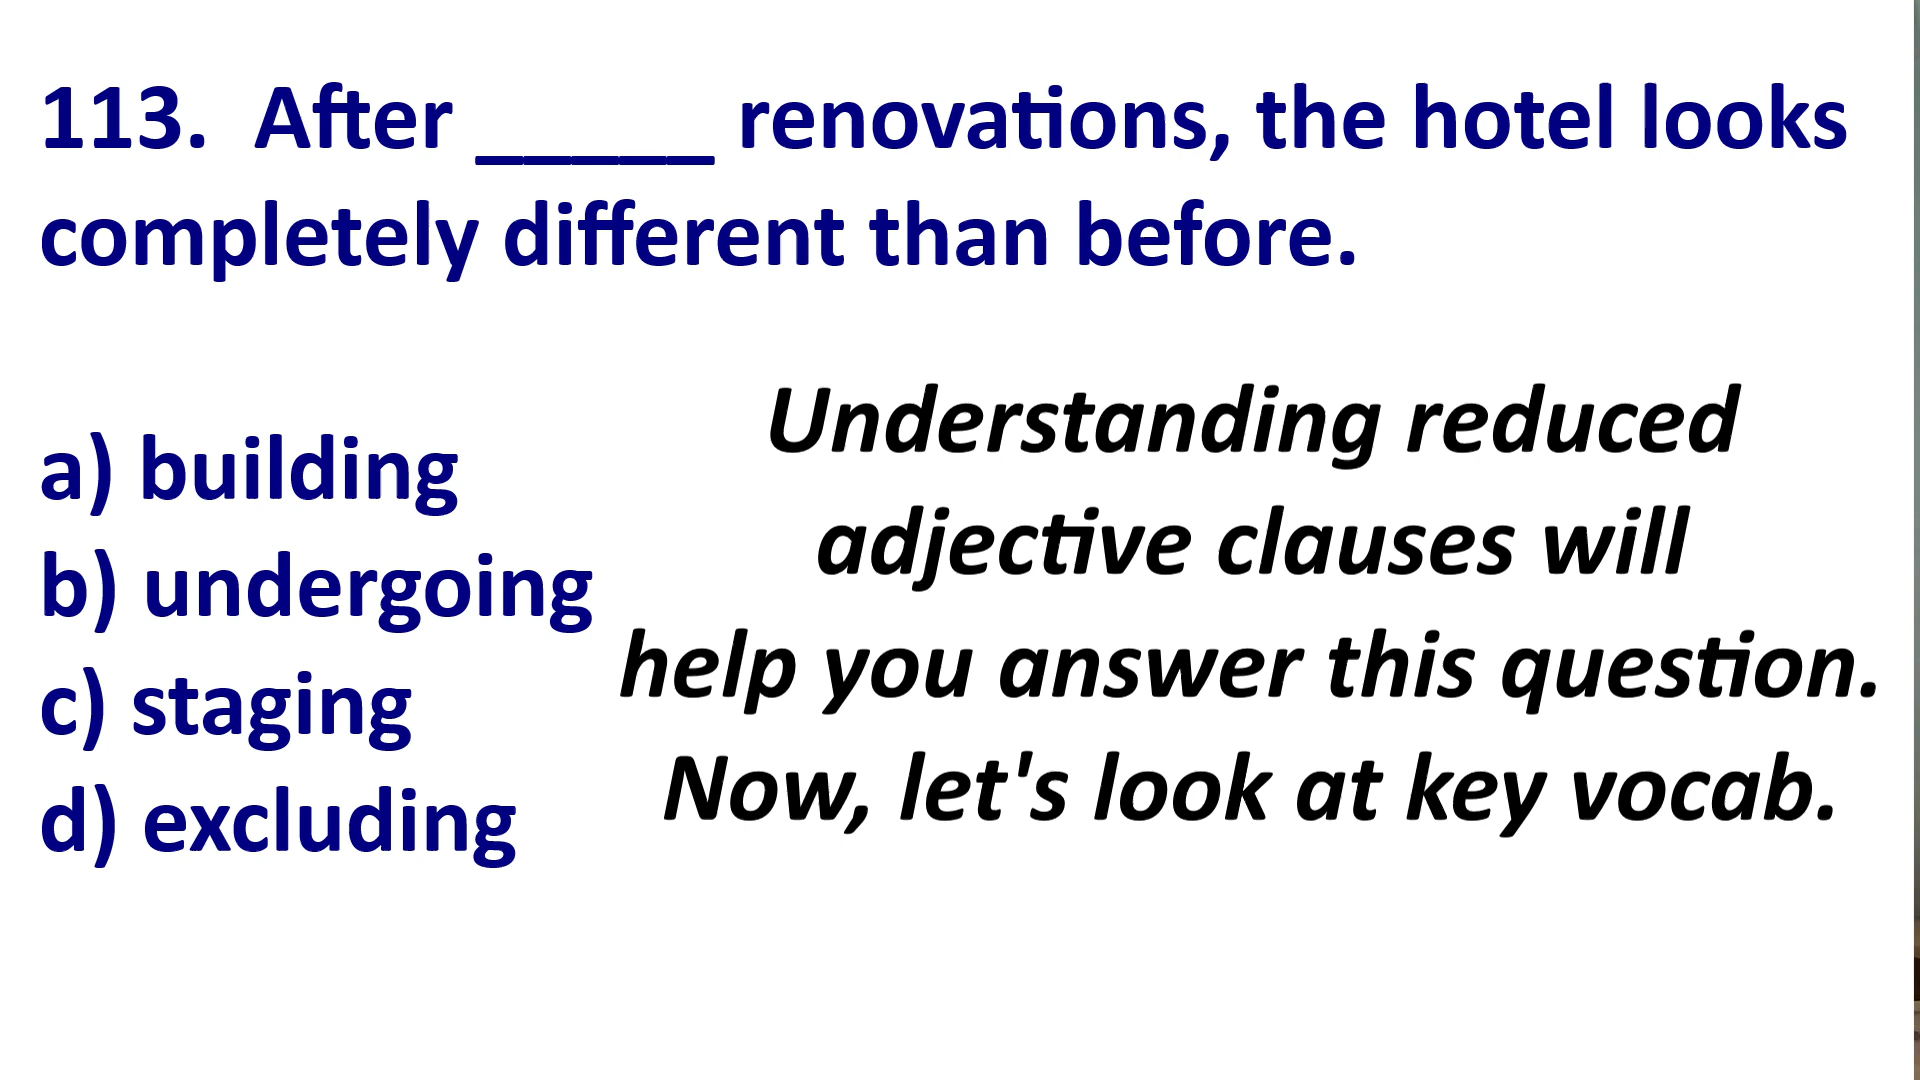 113.  After _____ renovations, the hotel looks
completely different than before.
a) building
b) undergoing
c) staging
d) excluding
Understanding reduced
adjective clauses will
help you answer this question.
Now, let's look at key vocab.